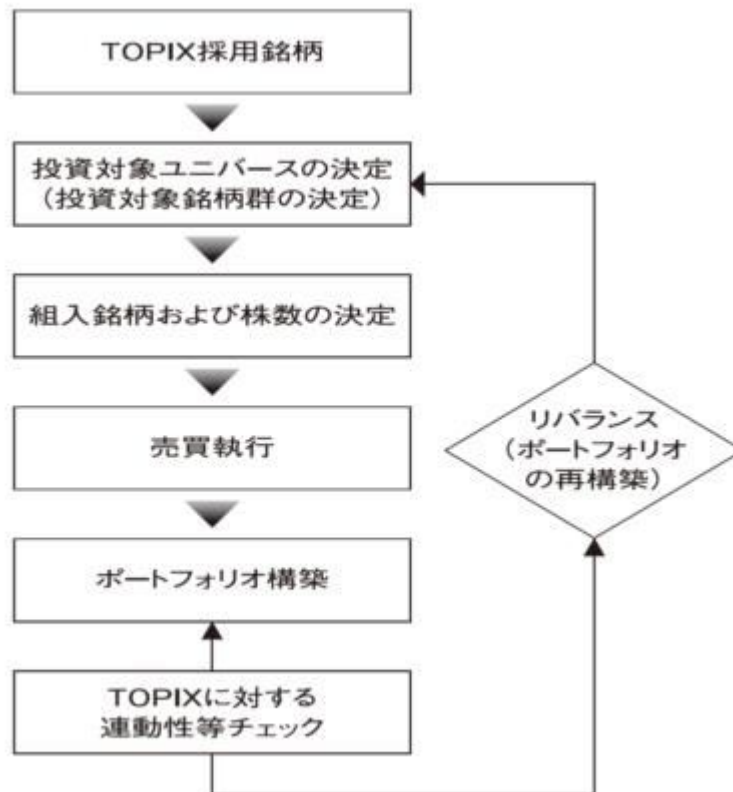 TOPIX採用銘柄
投資対象ユニバースの決定
（投資対象銘柄群の決定）
組入銘柄および株数の決定
売買執行
ポートフォリオ構築
TOPIXに対する
連動性等チェック
リバランス
（ポートフォリオ
の再構築）